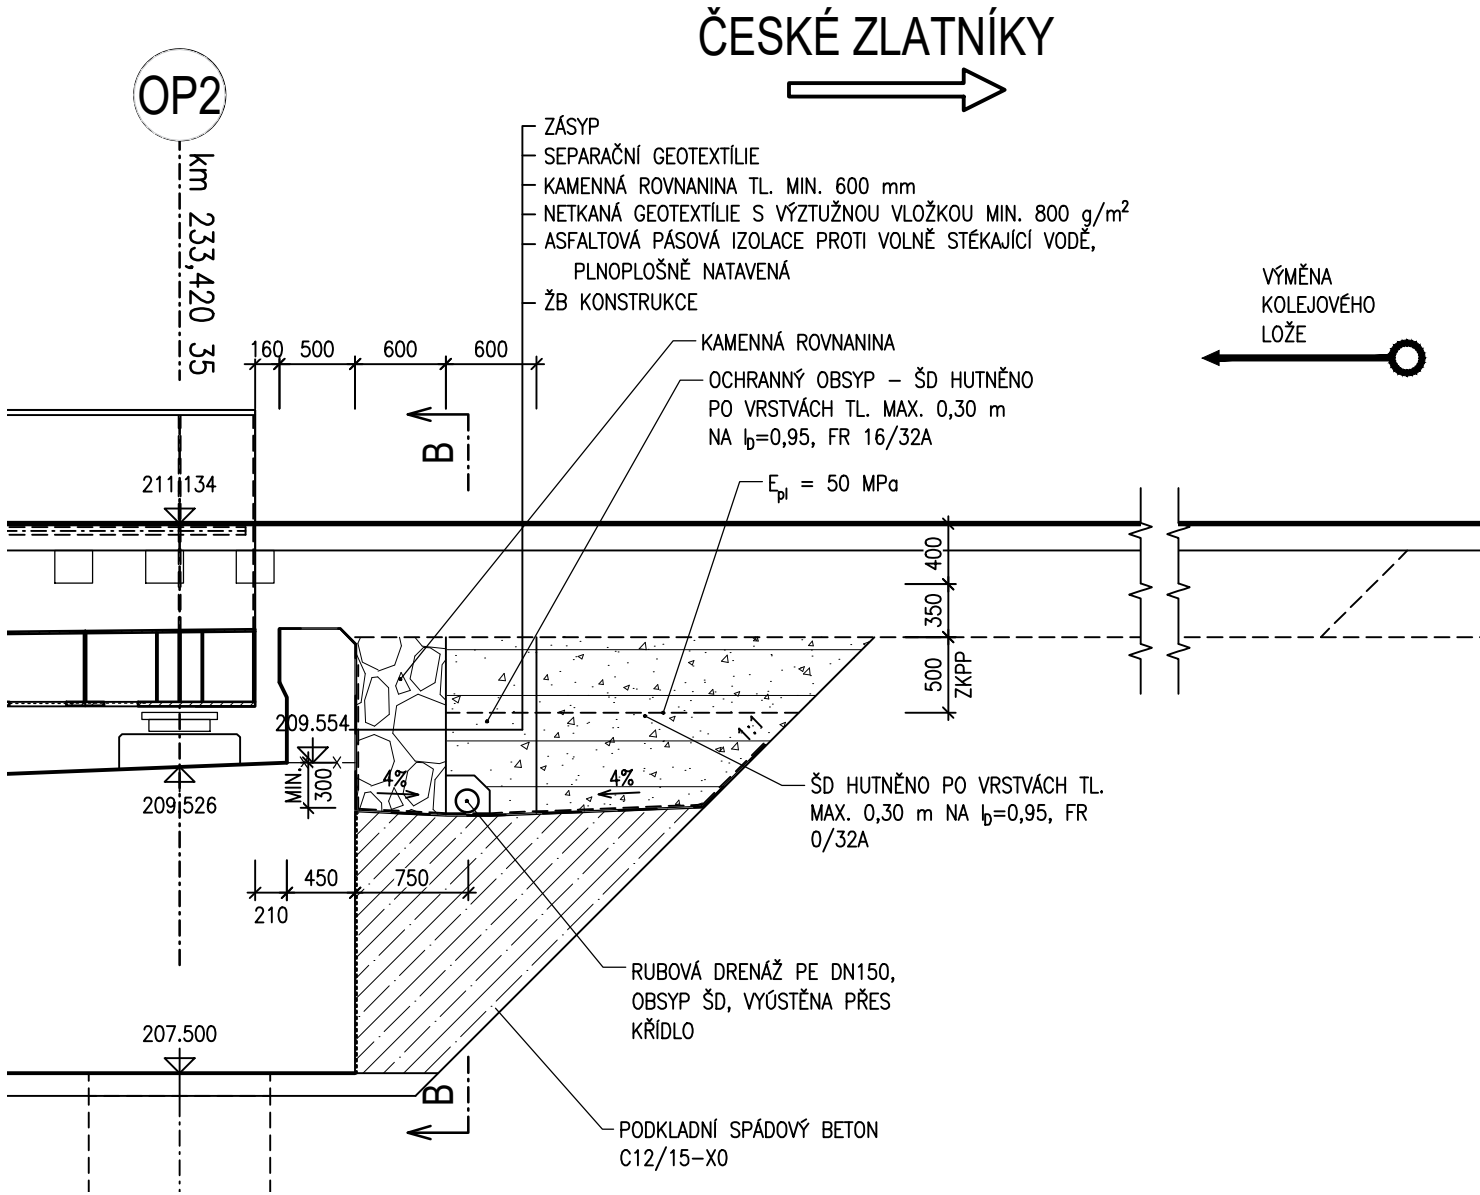 ČESKÉ ZLATNÍKY
OP2
km 233,420 35
ZÁSYP
SEPARAČNÍ GEOTEXTÍLIE
KAMENNÁ ROVNANINA TL. MIN. 600 mm
NETKANÁ GEOTEXTÍLIE S VÝZTUŽNOU VLOŽKOU MIN. 800 g/m²
ASFALTOVÁ PÁSOVÁ IZOLACE PROTI VOLNĚ STÉKAJÍCÍ VODĚ,
PLNOPLOŠNĚ NATAVENÁ
ŽB KONSTRUKCE
VÝMĚNA
KOLEJOVÉHO
LOŽE
160 500 600 600
KAMENNÁ ROVNANINA
OCHRANNÝ OBSYP – ŠD HUTNĚNO
PO VRSTVÁCH TL. MAX. 0,30 m
NA I_D=0,95, FR 16/32A
B
E_pl = 50 MPa
211.134
400
350
500
ZKPP
209.554
1:1
MIN.
300
4%
4%
209.526
ŠD HUTNĚNO PO VRSTVÁCH TL.
MAX. 0,30 m NA I_D=0,95, FR
0/32A
450 750
210
RUBOVÁ DRENÁŽ PE DN150,
OBSYP ŠD, VYÚSTĚNA PŘES
KŘÍDLO
207.500
B
PODKLADNÍ SPÁDOVÝ BETON
C12/15–X0